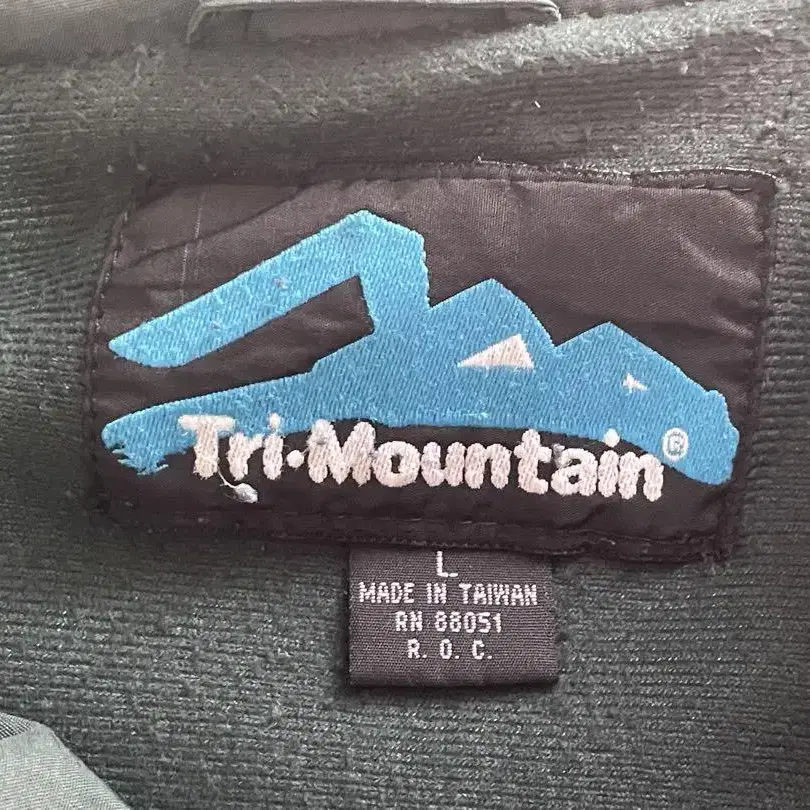 Tri-Mountain®
L
MADE IN TAIWAN
RN 88051
R. O. C.